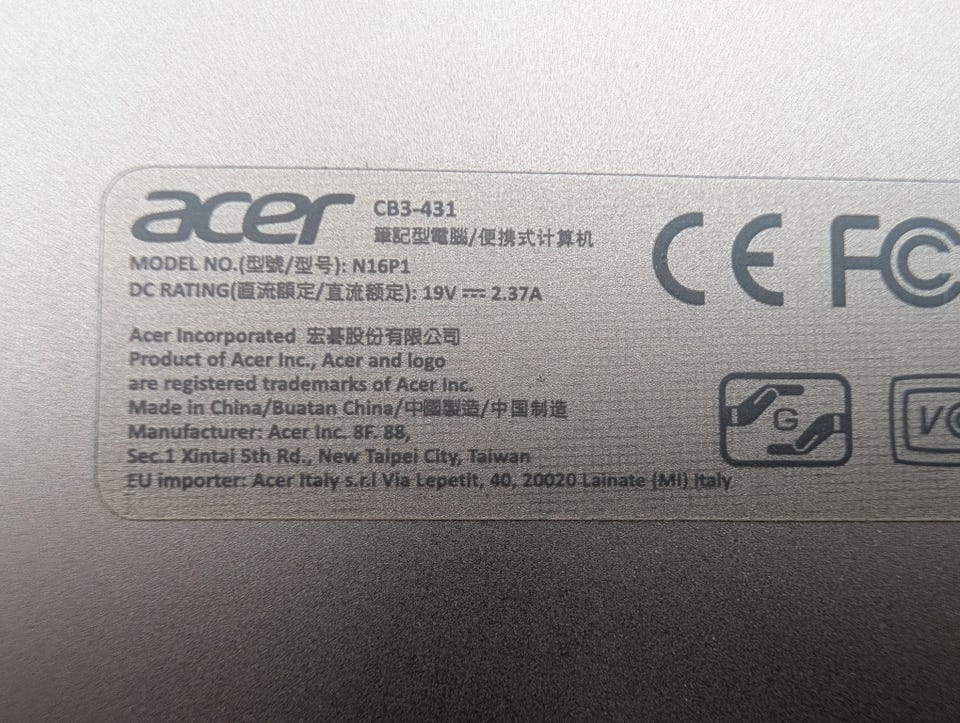 acer CB3-431
筆記型電腦/便携式计算机
MODEL NO.(型號/型号): N16P1
DC RATING(直流額定/直流额定): 19V ⎓ 2.37A
Acer Incorporated 宏碁股份有限公司
Product of Acer Inc., Acer and logo
are registered trademarks of Acer Inc.
Made in China/Buatan China/中國製造/中国制造
Manufacturer: Acer Inc. 8F. 88,
Sec.1 Xintai 5th Rd., New Taipei City, Taiwan
EU importer: Acer Italy s.r.l Via Lepetit, 40, 20020 Lainate (MI) Italy
CE FC
G